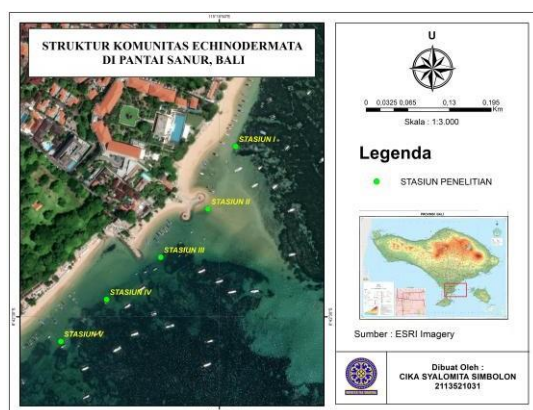 STRUKTUR KOMUNITAS ECHINODERMATA
DI PANTAI SANUR, BALI
STASIUN I
STASIUN II
STASIUN III
STASIUN IV
STASIUN V
U
0 0,0325 0,065 0,13 0,195
Km
Skala : 1:3.000
Legenda
STASIUN PENELITIAN
PROVINSI BALI
Sumber : ESRI Imagery
Dibuat Oleh :
CIKA SYALOMITA SIMBOLON
2113521031